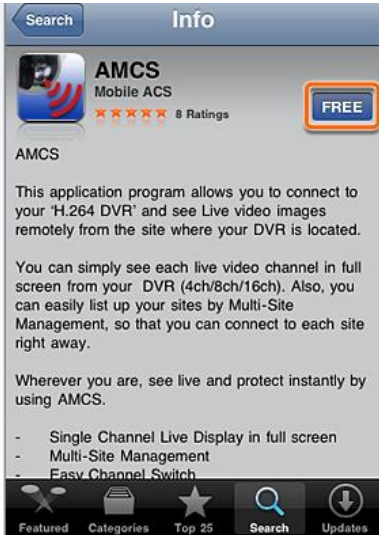 Search
Info
AMCS
Mobile ACS
8 Ratings
FREE
AMCS
This application program allows you to connect to
your 'H.264 DVR' and see Live video images
remotely from the site where your DVR is located.
You can simply see each live video channel in full
screen from your DVR (4ch/8ch/16ch). Also, you
can easily list up your sites by Multi-Site
Management, so that you can connect to each site
right away.
Wherever you are, see live and protect instantly by
using AMCS.
- Single Channel Live Display in full screen
- Multi-Site Management
- Easy Channel Switch
Featured Categories Top 25 Search Updates